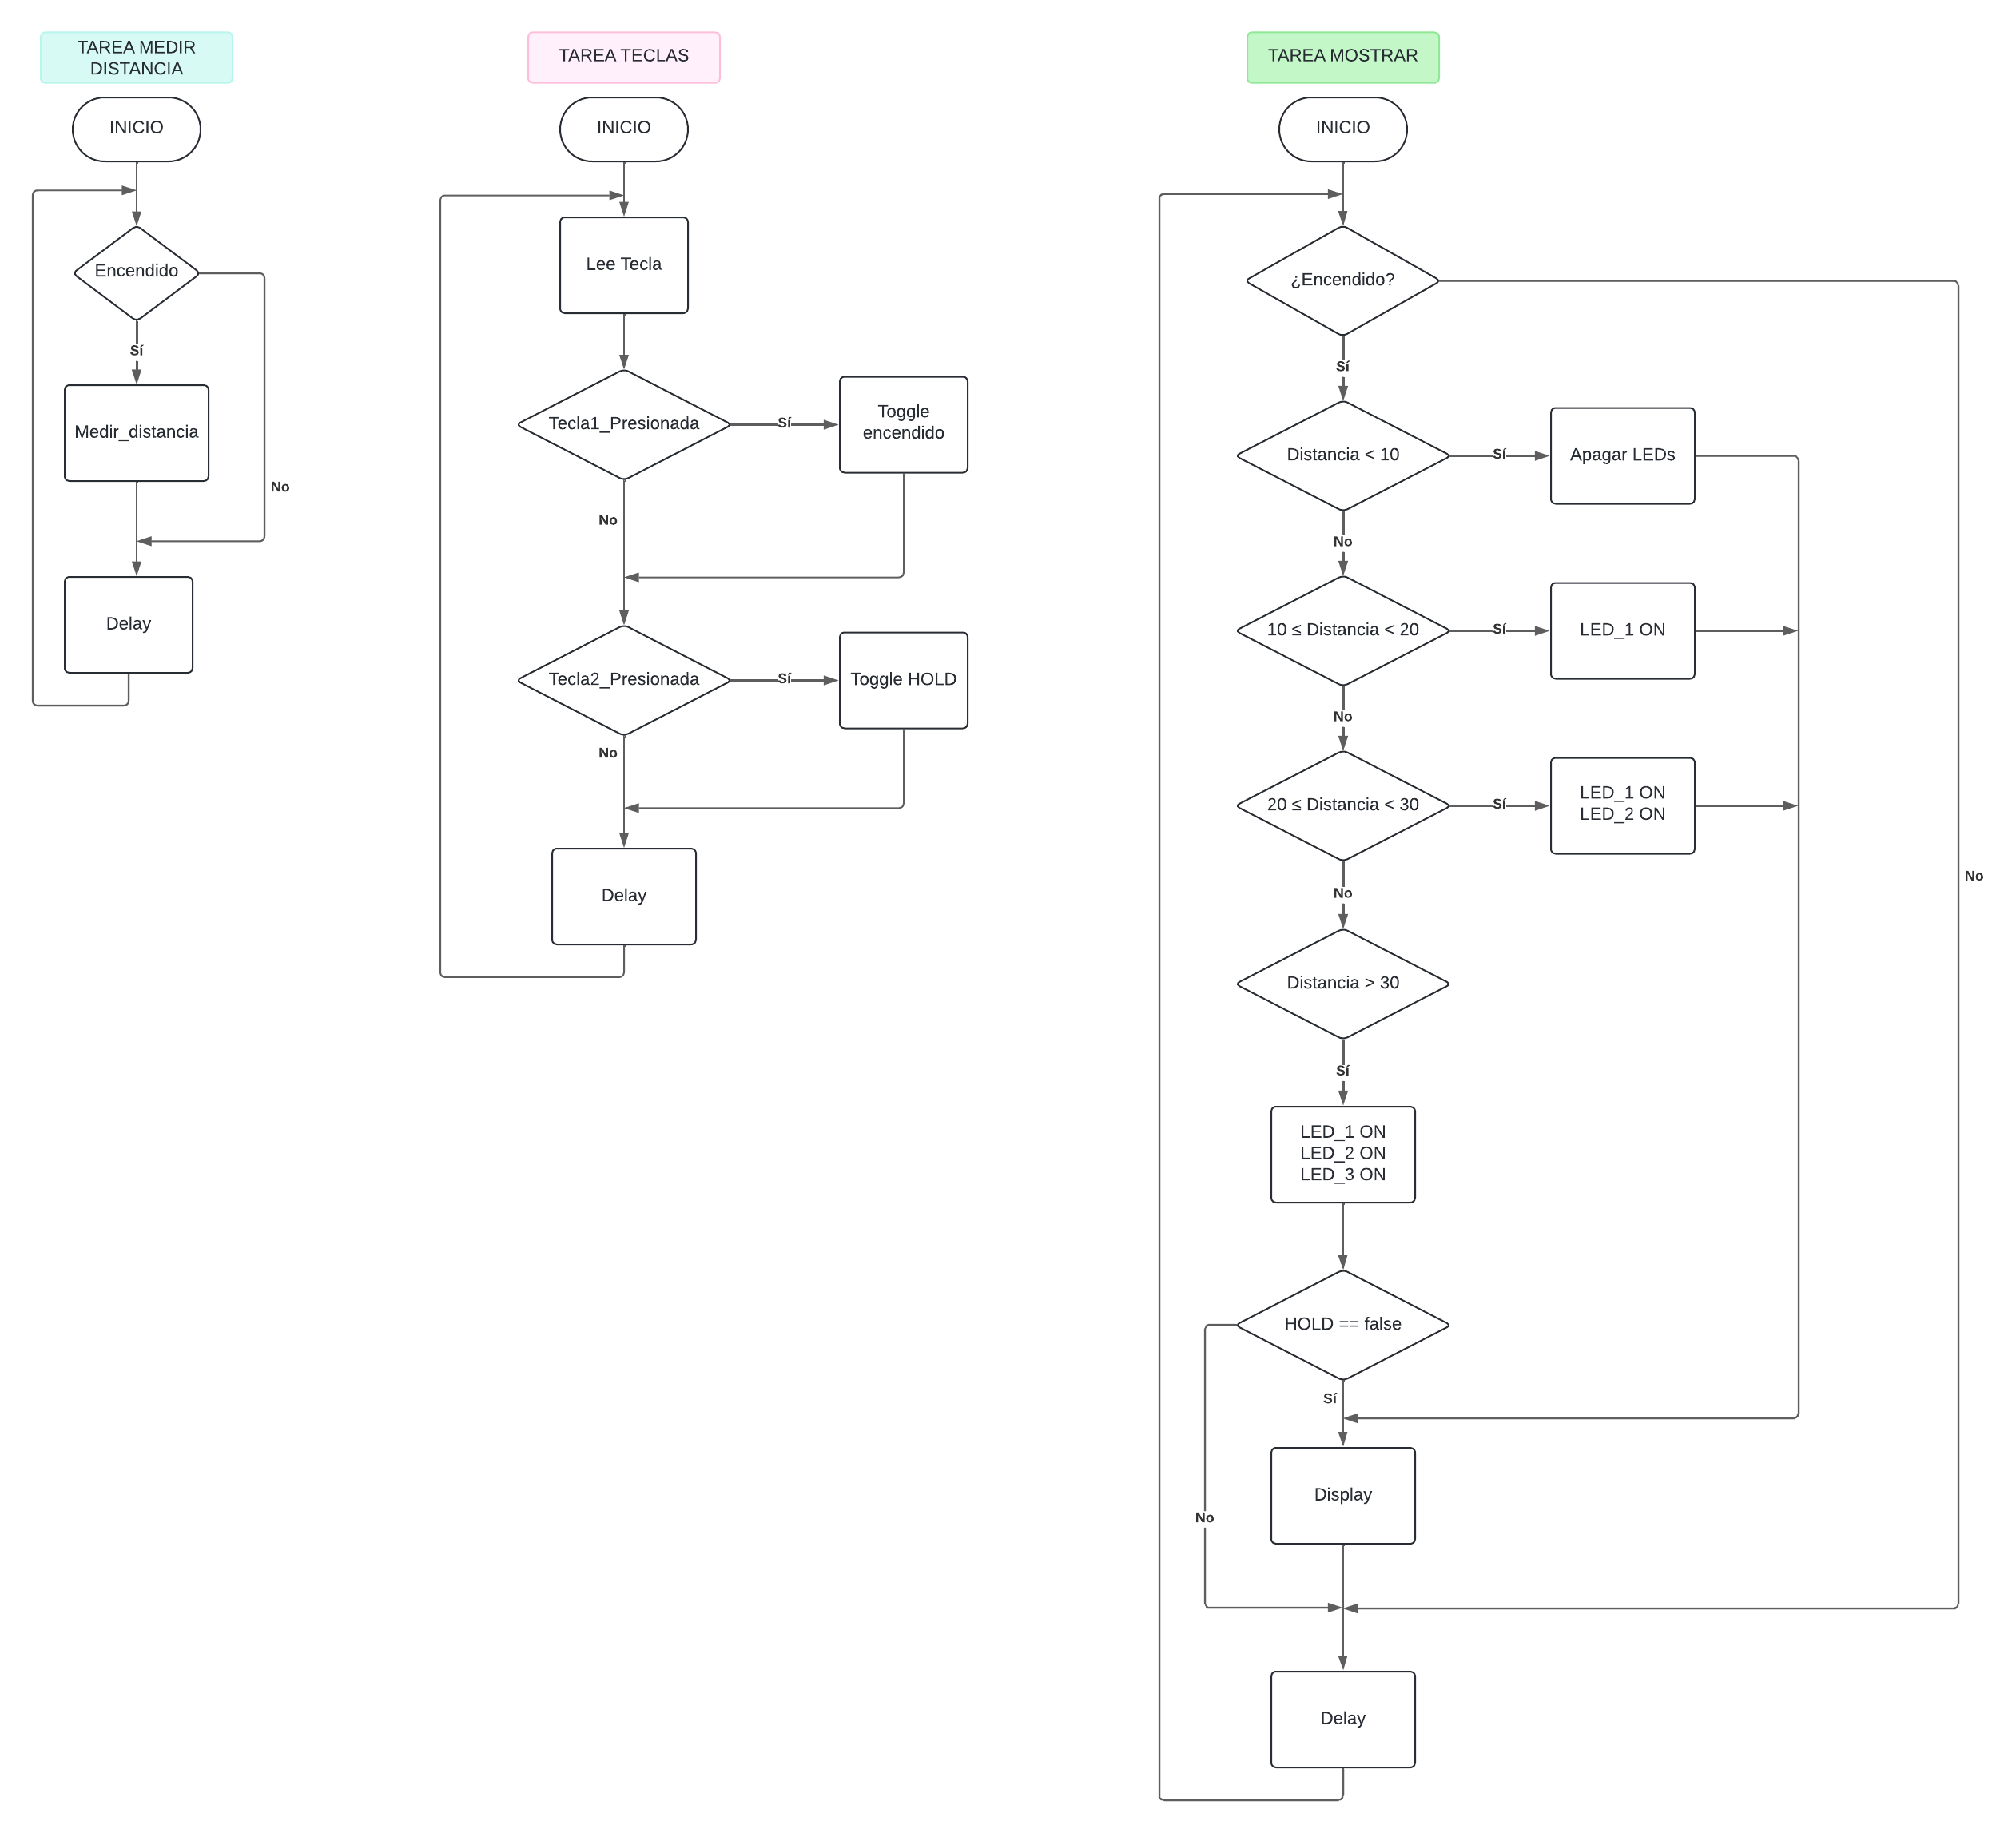 TAREA MEDIR
DISTANCIA
INICIO
Encendido
Sí
Medir_distancia
No
Delay
TAREA TECLAS
INICIO
Lee Tecla
Tecla1_Presionada
Sí
Toggle
encendido
No
Tecla2_Presionada
Sí
Toggle HOLD
No
Delay
TAREA MOSTRAR
INICIO
¿Encendido?
Sí
Distancia < 10
Sí
Apagar LEDs
No
10 ≤ Distancia < 20
Sí
LED_1 ON
No
20 ≤ Distancia < 30
Sí
LED_1 ON
LED_2 ON
No
No
Distancia > 30
Sí
LED_1 ON
LED_2 ON
LED_3 ON
HOLD == false
Sí
Display
No
Delay